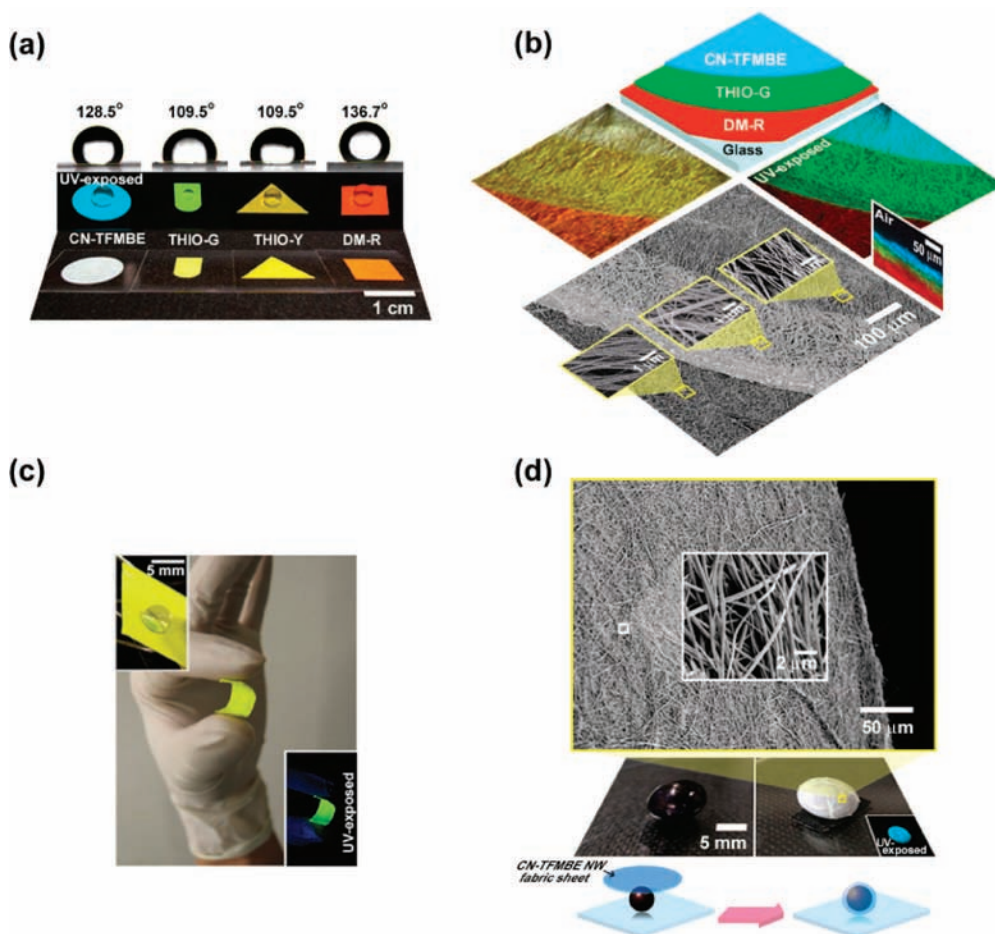 (a)
128.5°
109.5°
109.5°
136.7°
UV-exposed
CN-TFMBE
THIO-G
THIO-Y
DM-R
1 cm
(b)
CN-TFMBE
THIO-G
DM-R
Glass
UV-exposed
Air
50 μm
1 μm
100 μm
(c)
5 mm
UV-exposed
(d)
2 μm
50 μm
5 mm
UV-
exposed
CN-TFMBE NW
fabric sheet